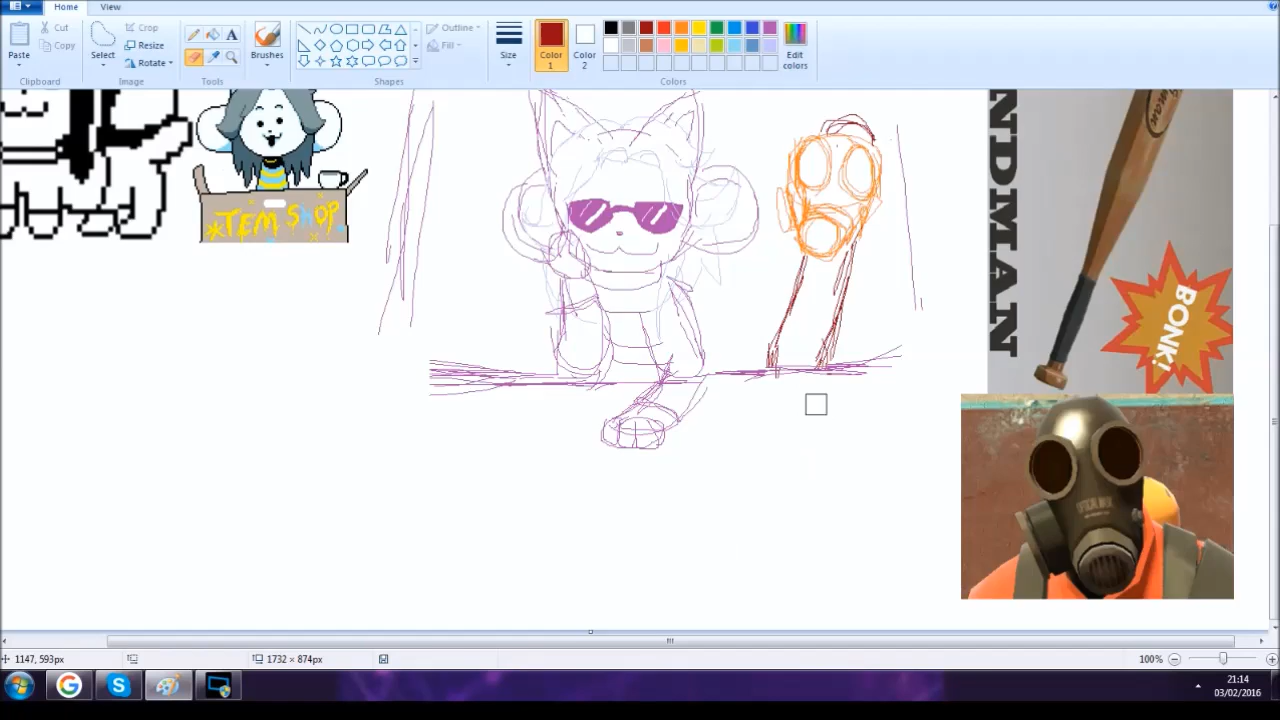 Home
View
Paste
Cut
Copy
Clipboard
Select
Crop
Resize
Rotate
Image
A
Tools
Brushes
Shapes
Outline
Fill
Size
Color
1
Color
2
Edit
colors
Colors
*TEM SHOP
NDMAN
BONK!
1147, 593px
1732 × 874px
100%
21:14
03/02/2016